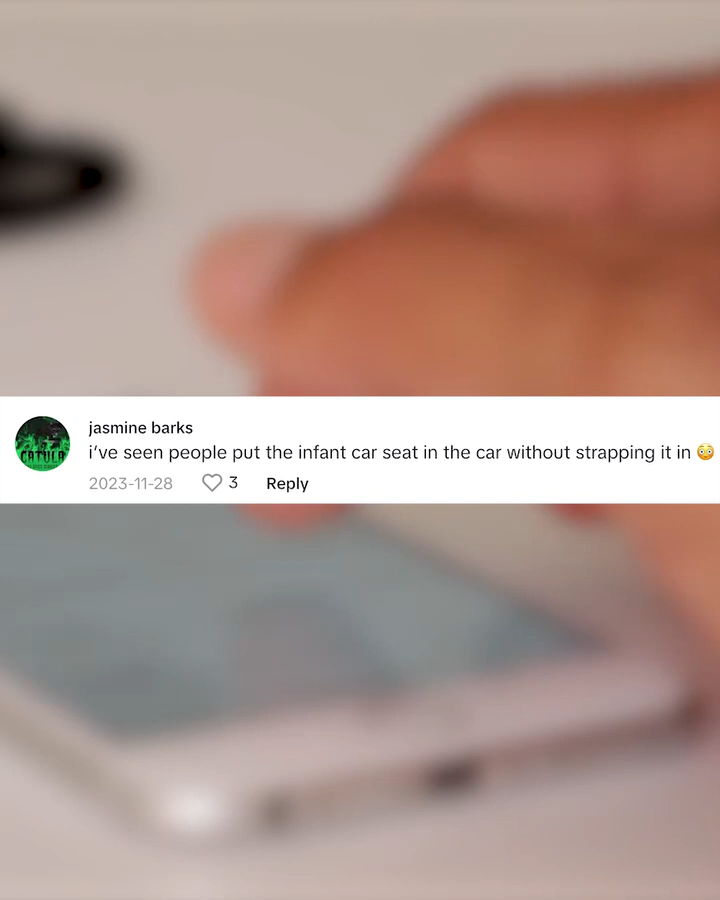 jasmine barks
i've seen people put the infant car seat in the car without strapping it in 😳
2023-11-28 3 Reply
CATULA